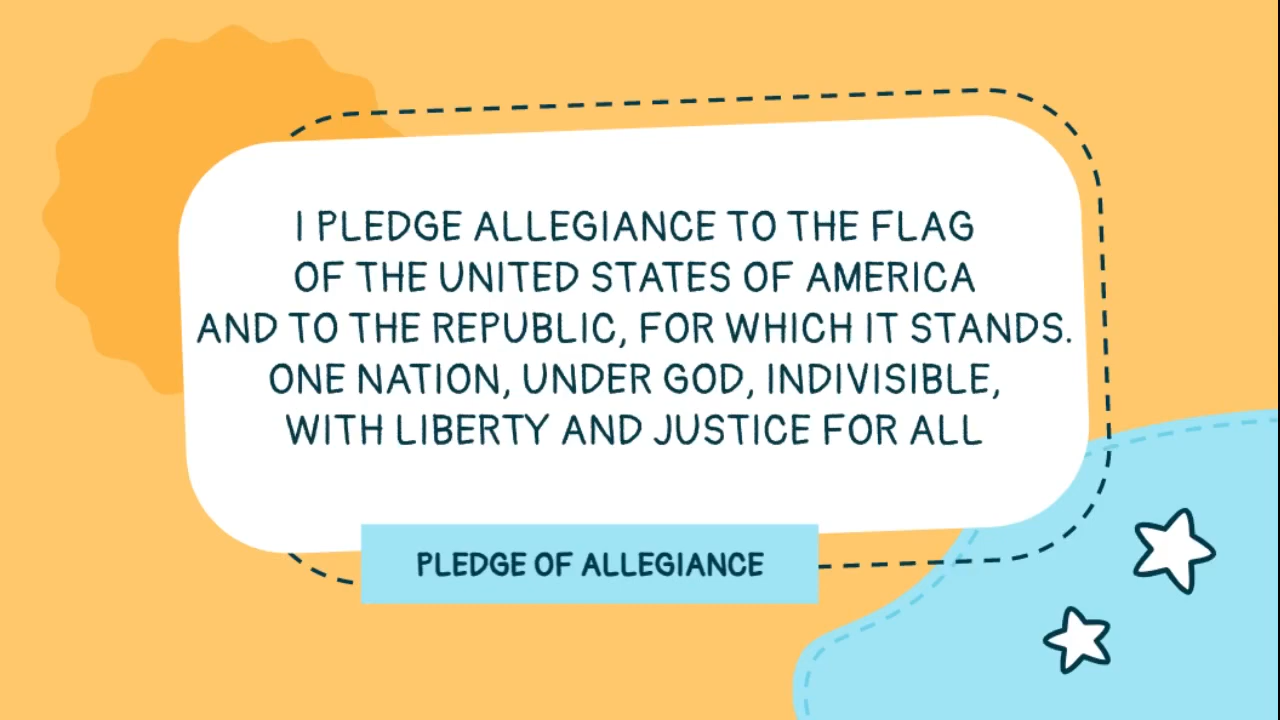 I PLEDGE ALLEGIANCE TO THE FLAG
OF THE UNITED STATES OF AMERICA
AND TO THE REPUBLIC, FOR WHICH IT STANDS.
ONE NATION, UNDER GOD, INDIVISIBLE,
WITH LIBERTY AND JUSTICE FOR ALL
PLEDGE OF ALLEGIANCE